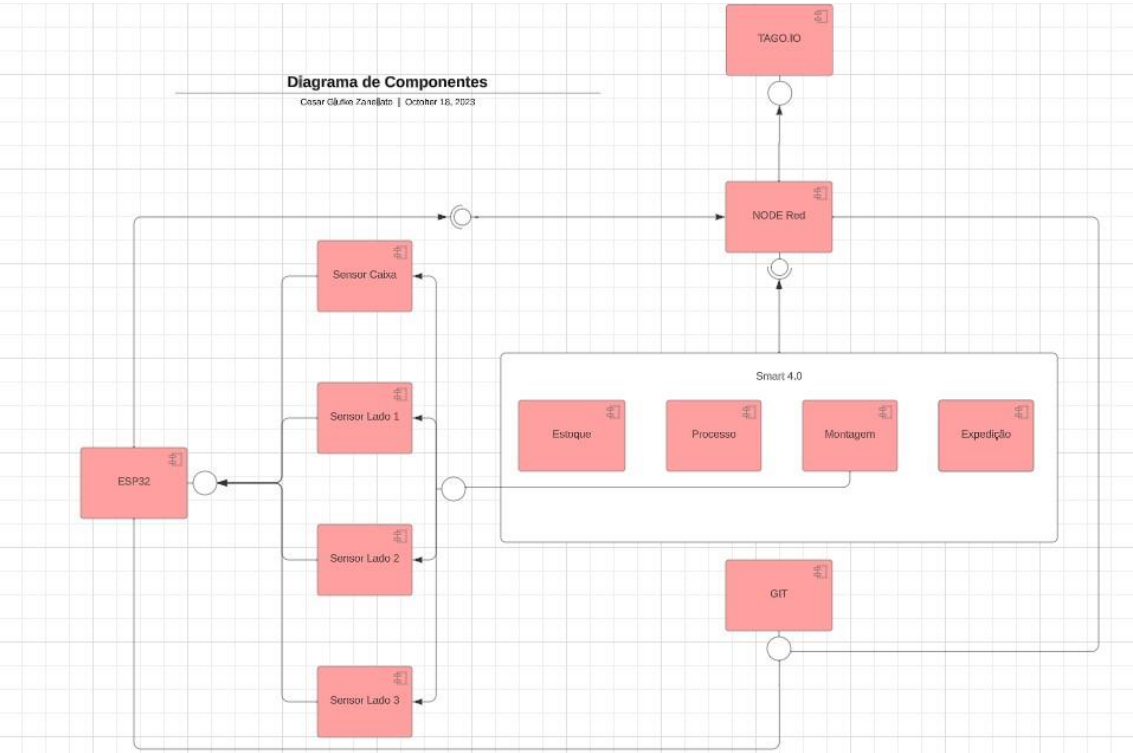 TAGO.IO
Diagrama de Componentes
Cesar Giufke Zanellato | October 18, 2023
NODE Red
Sensor Caixa
Smart 4.0
Sensor Lado 1
Estoque
Processo
Montagem
Expedição
ESP32
Sensor Lado 2
GIT
Sensor Lado 3